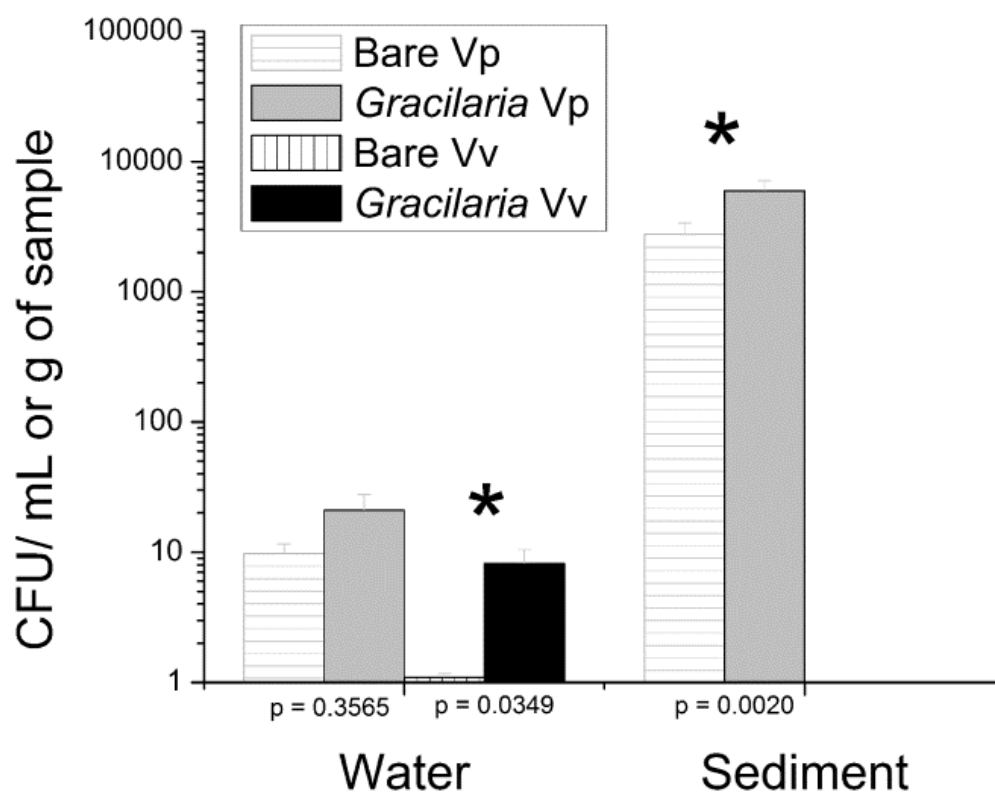 100000
10000
1000
100
10
1
CFU/ mL or g of sample
Bare Vp
Gracilaria Vp
Bare Vv
Gracilaria Vv
*
*
p = 0.3565
p = 0.0349
p = 0.0020
Water
Sediment